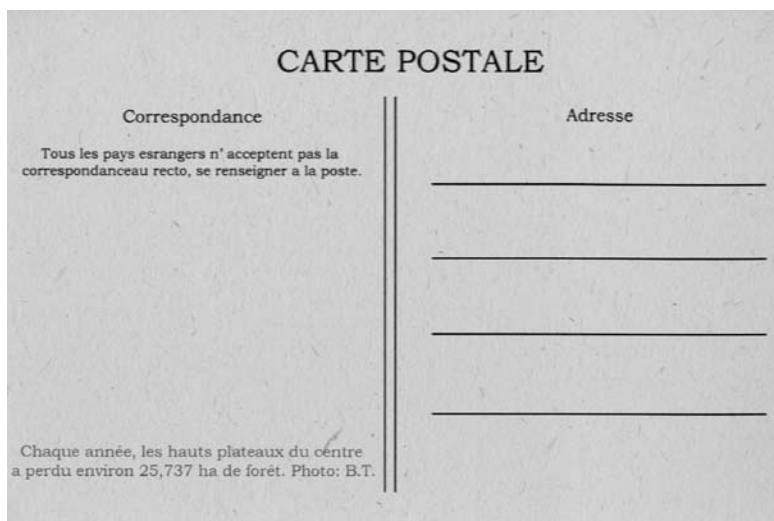 CARTE POSTALE
Correspondance
Tous les pays esrangers n' acceptent pas la
correspondanceau recto, se renseigner a la poste.
Chaque année, les hauts plateaux du centre
a perdu environ 25,737 ha de forêt. Photo: B.T.
Adresse